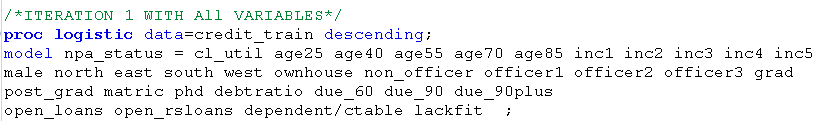 /*ITERATION 1 WITH All VARIABLES*/
proc logistic data=credit_train descending;
model npa_status = cl_util age25 age40 age55 age70 age85 inc1 inc2 inc3 inc4 inc5
male north east south west ownhouse non_officer officer1 officer2 officer3 grad
post_grad matric phd debtratio due_60 due_90 due_90plus
open_loans open_rsloans dependent/ctable lackfit ;